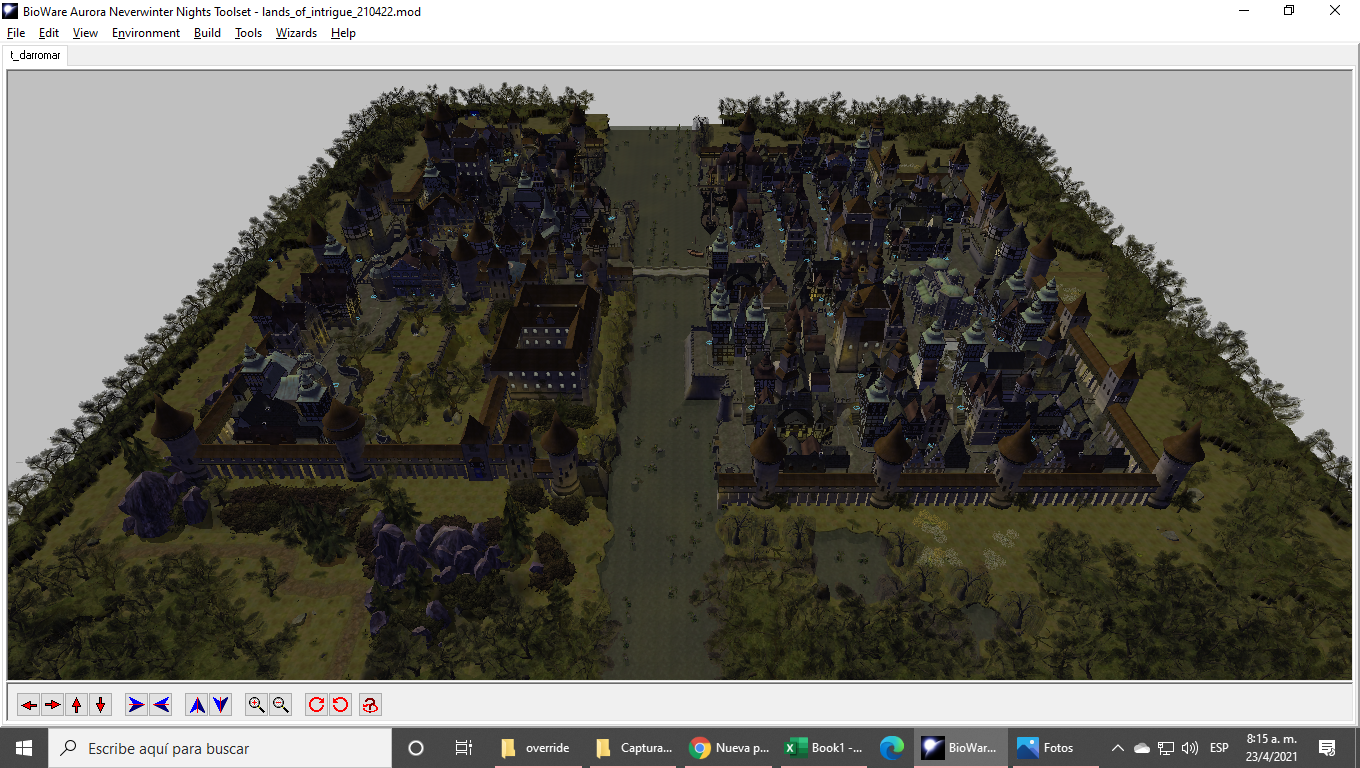 BioWare Aurora Neverwinter Nights Toolset - lands_of_intrigue_210422.mod
File Edit View Environment Build Tools Wizards Help
t_darromar
Escribe aquí para buscar
override
Captura...
Nueva p...
Book1 -...
BioWar...
Fotos
ESP
8:15 a. m.
23/4/2021